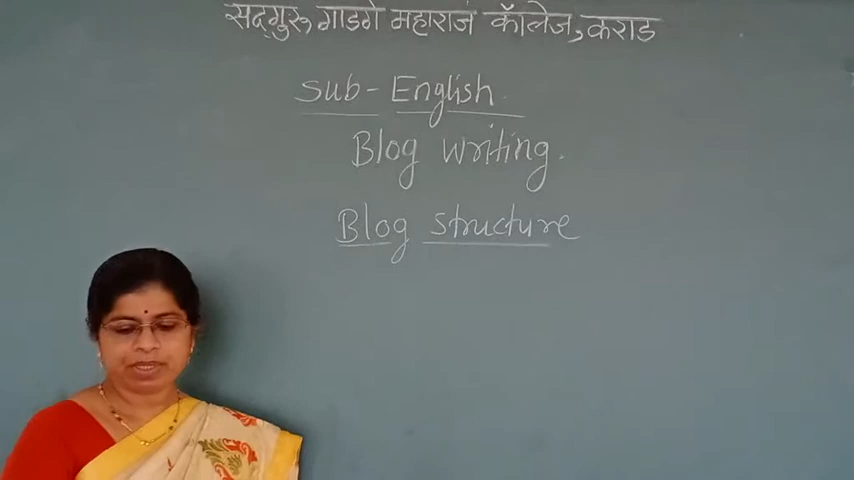 सद्गुरू गाडगे महाराज कॉलेज, कराड
Sub- English.
Blog writing.
Blog structure